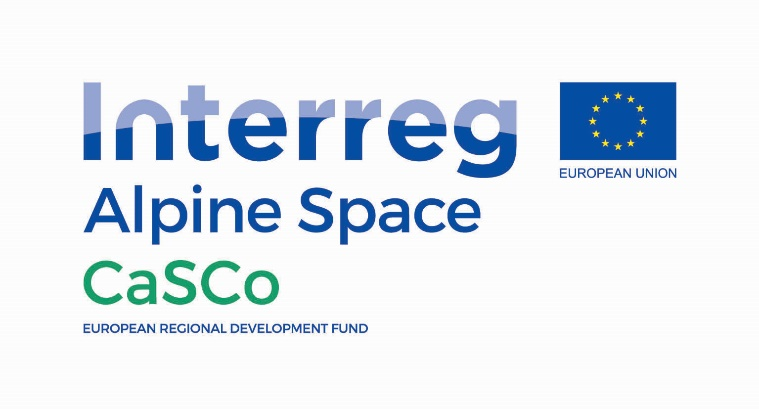 Interreg
EUROPEAN UNION
Alpine Space
CaSCo
EUROPEAN REGIONAL DEVELOPMENT FUND